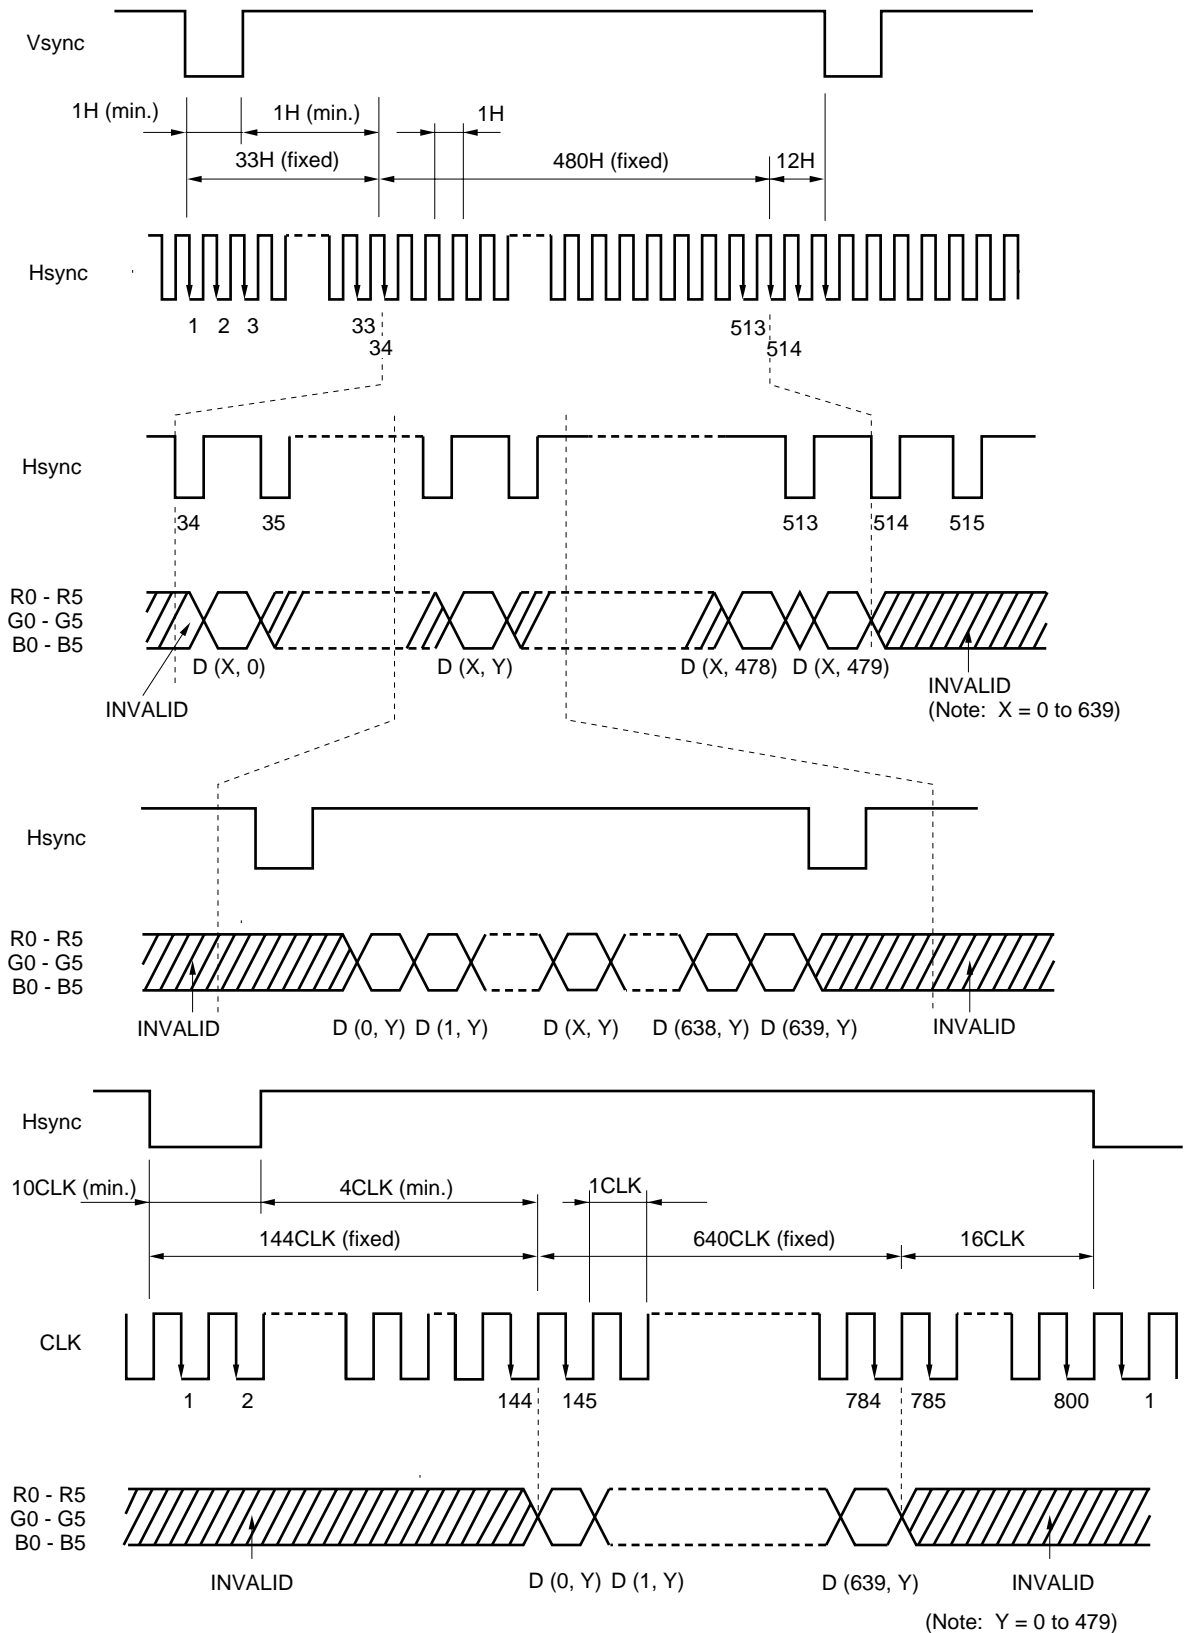 Vsync
1H (min.) 1H (min.) 1H
33H (fixed) 480H (fixed) 12H
Hsync
1 2 3 33 513
34 514
Hsync
34 35 513 514 515
R0 - R5
G0 - G5
B0 - B5
D (X, 0) D (X, Y) D (X, 478) D (X, 479)
INVALID INVALID
(Note: X = 0 to 639)
Hsync
R0 - R5
G0 - G5
B0 - B5
INVALID D (0, Y) D (1, Y) D (X, Y) D (638, Y) D (639, Y) INVALID
Hsync
10CLK (min.) 4CLK (min.) 1CLK
144CLK (fixed) 640CLK (fixed) 16CLK
CLK
1 2 144 145 784 785 800 1
R0 - R5
G0 - G5
B0 - B5
INVALID D (0, Y) D (1, Y) D (639, Y) INVALID
(Note: Y = 0 to 479)